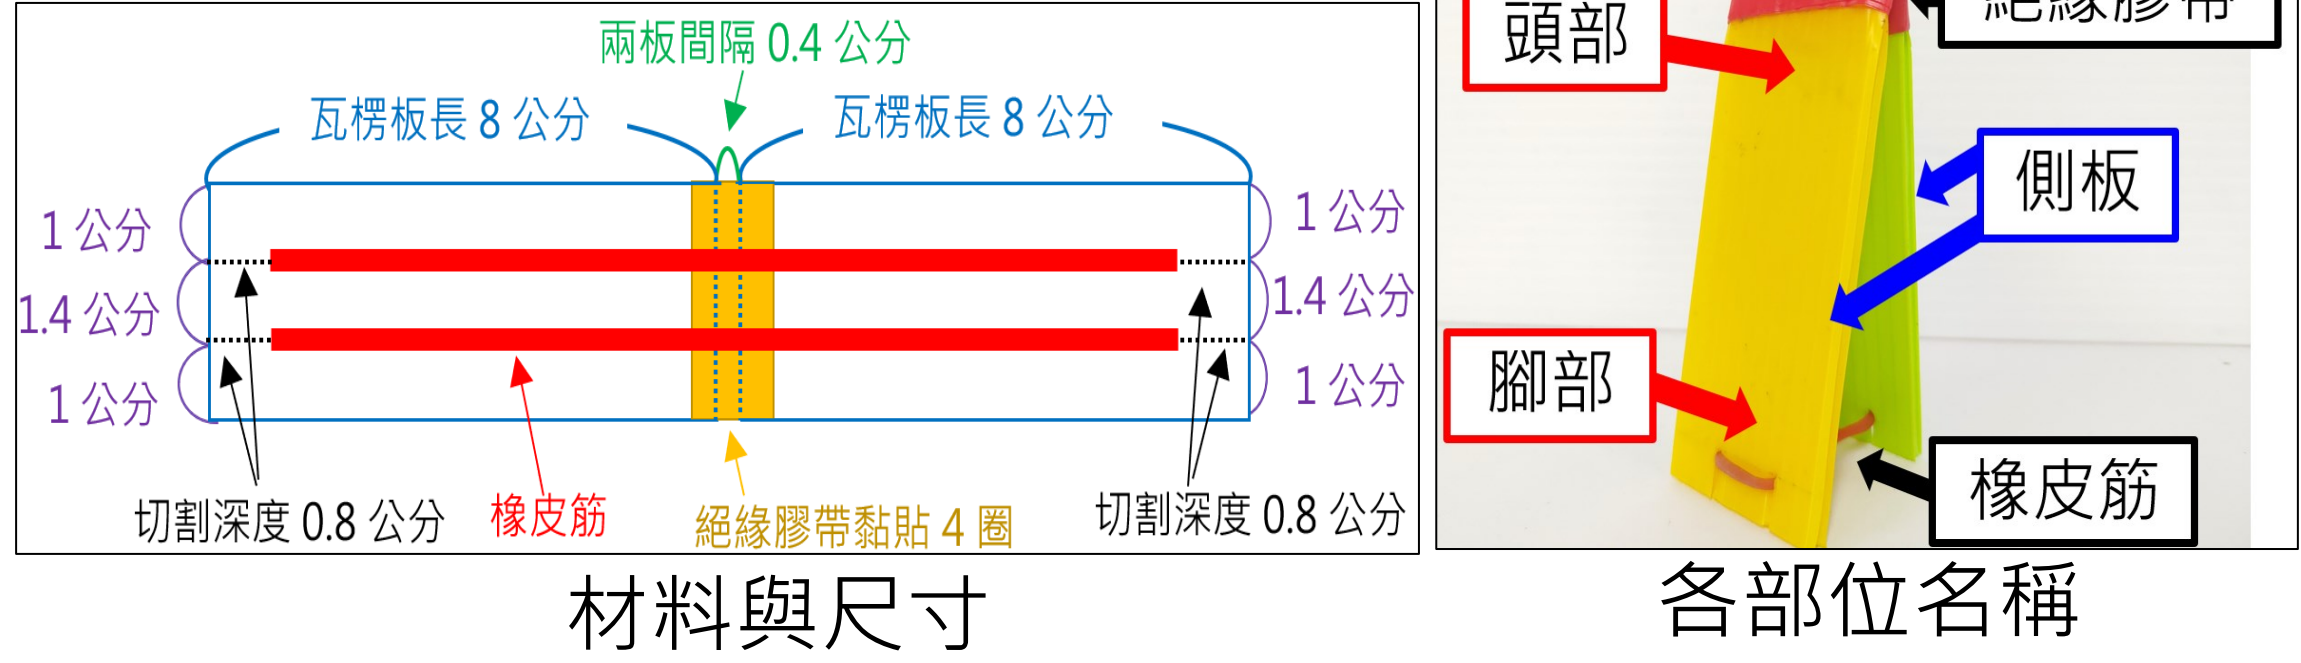 兩板間隔 0.4 公分
瓦楞板長 8 公分
瓦楞板長 8 公分
1 公分
1.4 公分
1 公分
1 公分
1.4 公分
1 公分
切割深度 0.8 公分
橡皮筋
絕緣膠帶黏貼 4 圈
切割深度 0.8 公分
材料與尺寸
絕緣膠帶
頭部
側板
腳部
橡皮筋
各部位名稱